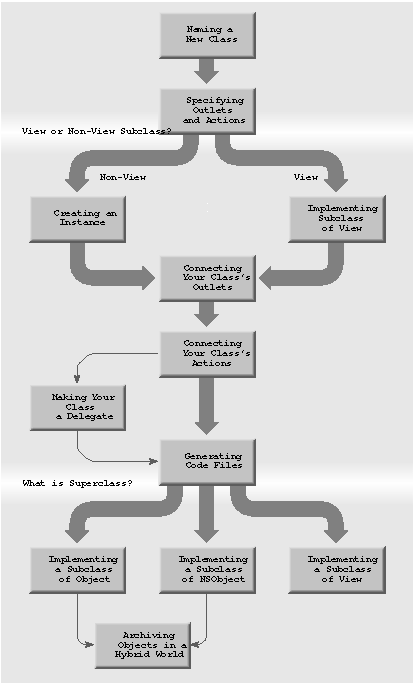 Naming a
New Class
Specifying
Outlets
and Actions
View or Non-View Subclass?
Non-View
View
Creating an
Instance
Implementing
Subclass
of View
Connecting
Your Class's
Outlets
Connecting
Your Class's
Actions
Making Your
Class
a Delegate
Generating
Code Files
What is Superclass?
Implementing
a Subclass
of Object
Implementing
a Subclass
of NSObject
Implementing
a Subclass
of View
Archiving
Objects in a
Hybrid World